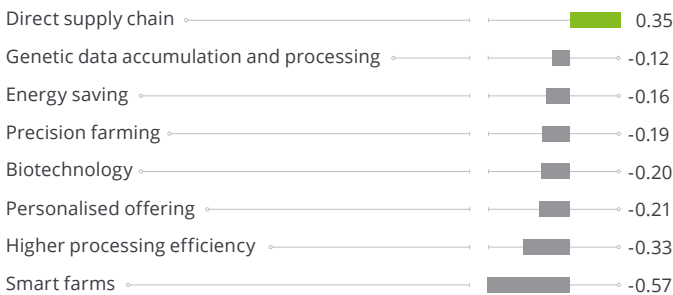 Direct supply chain 0.35
Genetic data accumulation and processing -0.12
Energy saving -0.16
Precision farming -0.19
Biotechnology -0.20
Personalised offering -0.21
Higher processing efficiency -0.33
Smart farms -0.57